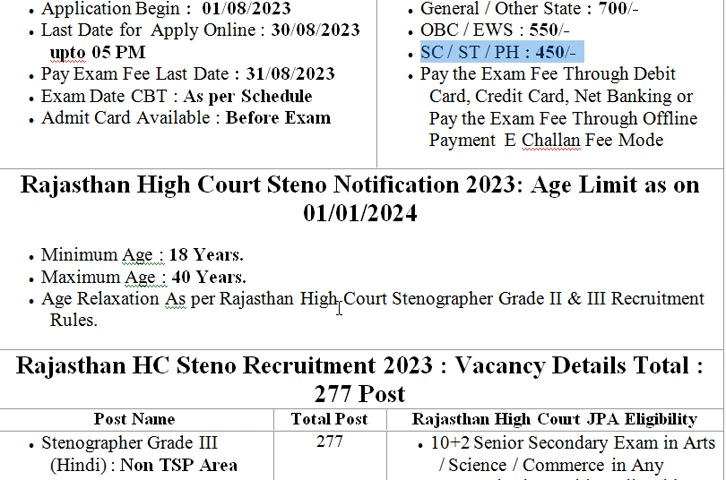 Application Begin :  01/08/2023
Last Date for  Apply Online : 30/08/2023
upto 05 PM
Pay Exam Fee Last Date : 31/08/2023
Exam Date CBT : As per Schedule
Admit Card Available : Before Exam
General / Other State : 700/-
OBC / EWS : 550/-
SC / ST / PH : 450/-
Pay the Exam Fee Through Debit
Card, Credit Card, Net Banking or
Pay the Exam Fee Through Offline
Payment  E Challan Fee Mode
Rajasthan High Court Steno Notification 2023: Age Limit as on
01/01/2024
Minimum Age : 18 Years.
Maximum Age : 40 Years.
Age Relaxation As per Rajasthan High Court Stenographer Grade II & III Recruitment
Rules.
Rajasthan HC Steno Recruitment 2023 : Vacancy Details Total :
277 Post
Post Name
Total Post
Rajasthan High Court JPA Eligibility
Stenographer Grade III
(Hindi) : Non TSP Area
277
10+2 Senior Secondary Exam in Arts
/ Science / Commerce in Any